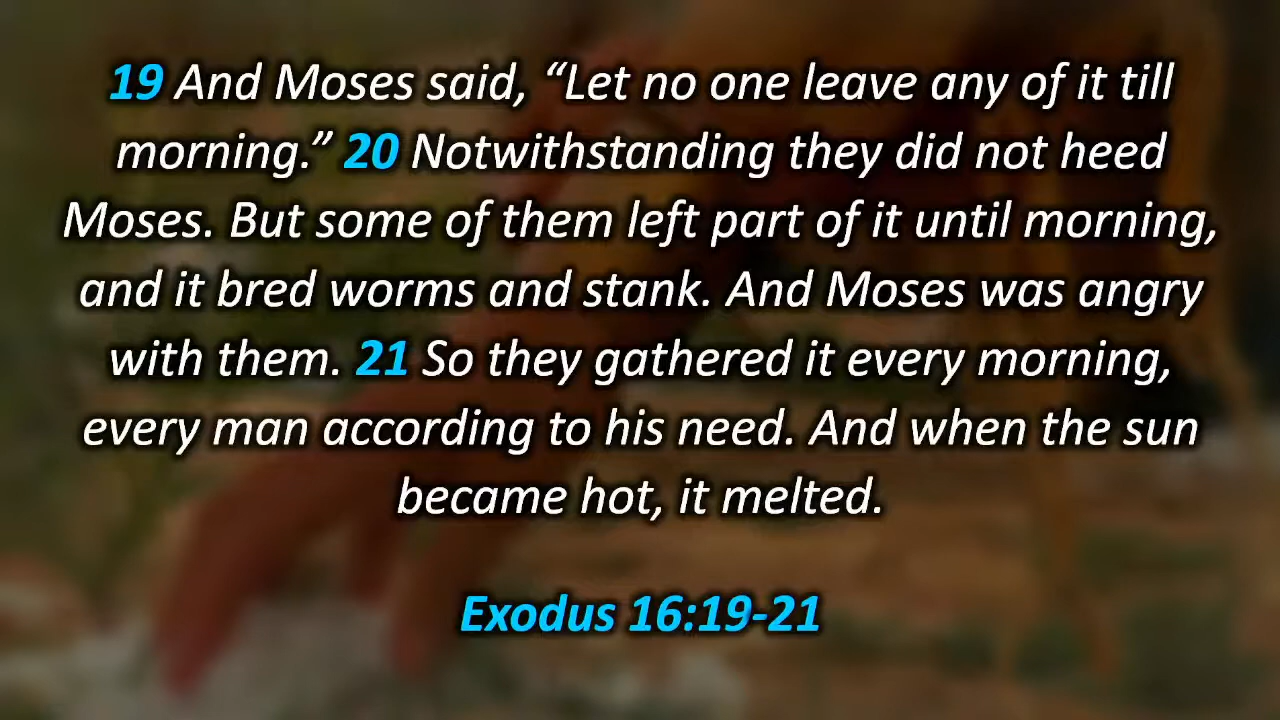 19 And Moses said, “Let no one leave any of it till
morning.” 20 Notwithstanding they did not heed
Moses. But some of them left part of it until morning,
and it bred worms and stank. And Moses was angry
with them. 21 So they gathered it every morning,
every man according to his need. And when the sun
became hot, it melted.
Exodus 16:19-21